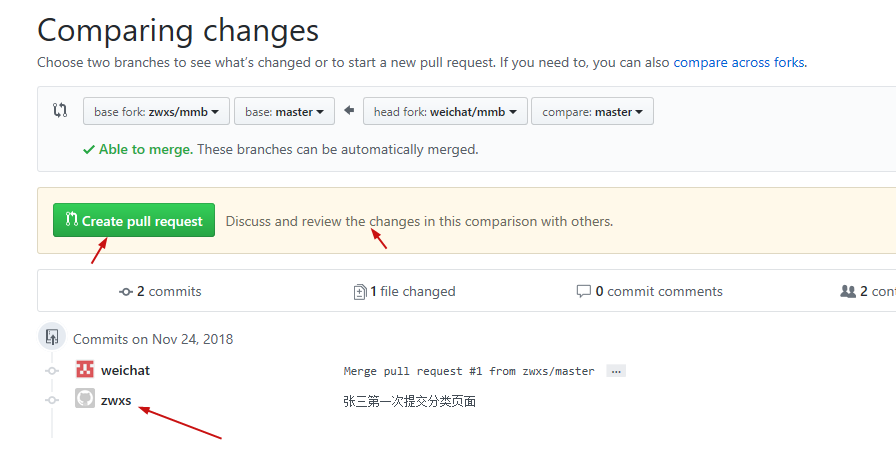 Comparing changes
Choose two branches to see what's changed or to start a new pull request. If you need to, you can also compare across forks.
base fork: zwxs/mmb base: master head fork: weichat/mmb compare: master
Able to merge. These branches can be automatically merged.
Create pull request Discuss and review the changes in this comparison with others.
2 commits 1 file changed 0 commit comments 2 cont
Commits on Nov 24, 2018
weichat Merge pull request #1 from zwxs/master ...
zwxs 张三第一次提交分类页面